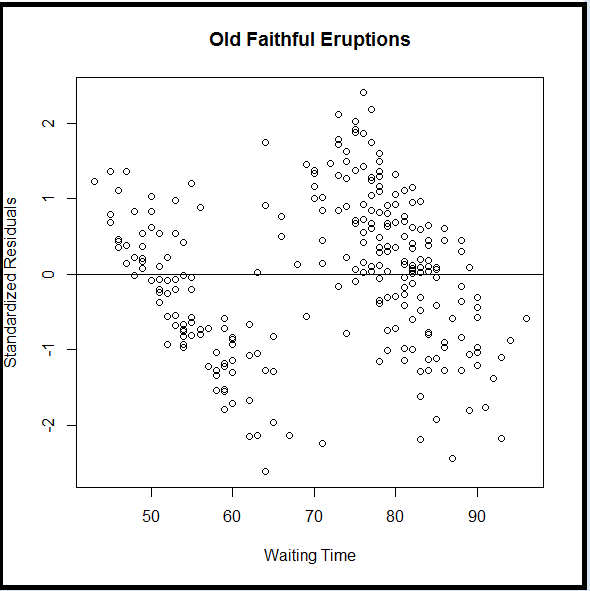 Old Faithful Eruptions
Standardized Residuals
2
1
0
-1
-2
50 60 70 80 90
Waiting Time